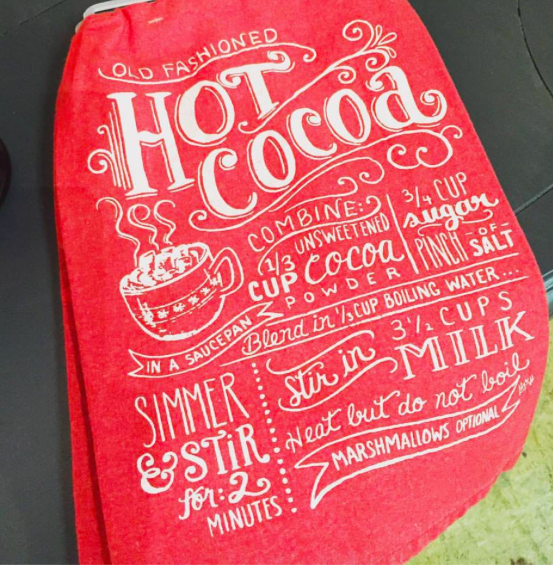 OLD FASHIONED
HOT
COCOA
COMBINE:
1/3 UNSWEETENED
CUP cocoa
POWDER
3/4 CUP
sugar
PINCH -OF- SALT
IN A SAUCEPAN
Blend in 1/3 CUP BOILING WATER...
SIMMER
& STIR
for: 2
MINUTES
Stir in 3 1/2 CUPS
MILK
Heat but do not boil
MARSHMALLOWS OPTIONAL